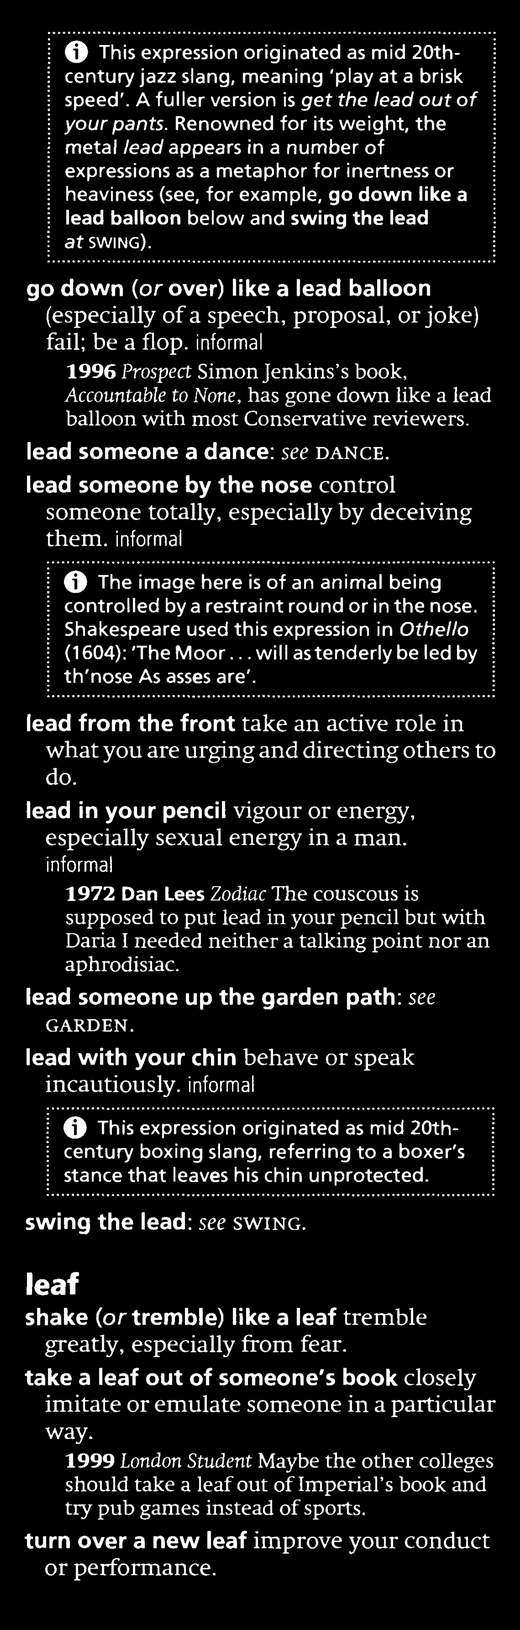 This expression originated as mid 20th-
century jazz slang, meaning ‘play at a brisk
speed’. A fuller version is get the lead out of
your pants. Renowned for its weight, the
metal lead appears in a number of
expressions as a metaphor for inertness or
heaviness (see, for example, go down like a
lead balloon below and swing the lead
at SWING).
go down (or over) like a lead balloon
(especially of a speech, proposal, or joke)
fail; be a flop. informal
1996 Prospect Simon Jenkins’s book,
Accountable to None, has gone down like a lead
balloon with most Conservative reviewers.
lead someone a dance: see DANCE.
lead someone by the nose control
someone totally, especially by deceiving
them. informal
The image here is of an animal being
controlled by a restraint round or in the nose.
Shakespeare used this expression in Othello
(1604): ‘The Moor . . . will as tenderly be led by
th’nose As asses are’.
lead from the front take an active role in
what you are urging and directing others to
do.
lead in your pencil vigour or energy,
especially sexual energy in a man.
informal
1972 Dan Lees Zodiac The couscous is
supposed to put lead in your pencil but with
Daria I needed neither a talking point nor an
aphrodisiac.
lead someone up the garden path: see
GARDEN.
lead with your chin behave or speak
incautiously. informal
This expression originated as mid 20th-
century boxing slang, referring to a boxer’s
stance that leaves his chin unprotected.
swing the lead: see SWING.
leaf
shake (or tremble) like a leaf tremble
greatly, especially from fear.
take a leaf out of someone’s book closely
imitate or emulate someone in a particular
way.
1999 London Student Maybe the other colleges
should take a leaf out of Imperial’s book and
try pub games instead of sports.
turn over a new leaf improve your conduct
or performance.